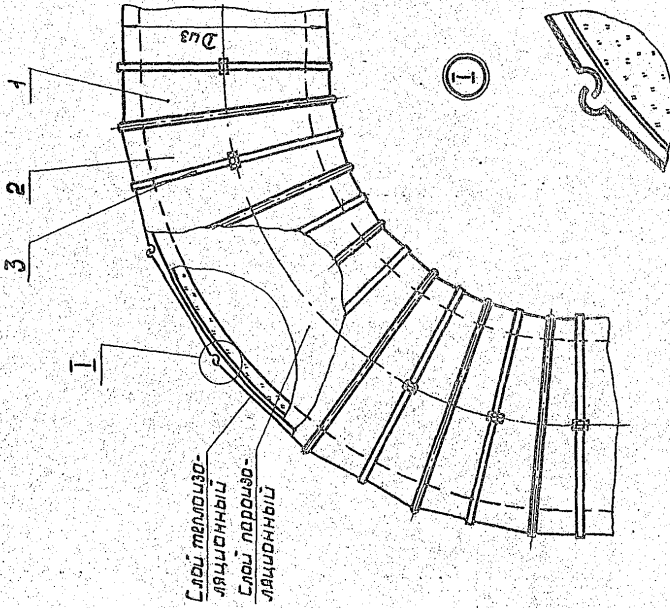 1
2
3
I
Dиз
I
Слой теплоизо-
ляционный
Слой пароизо-
ляционный